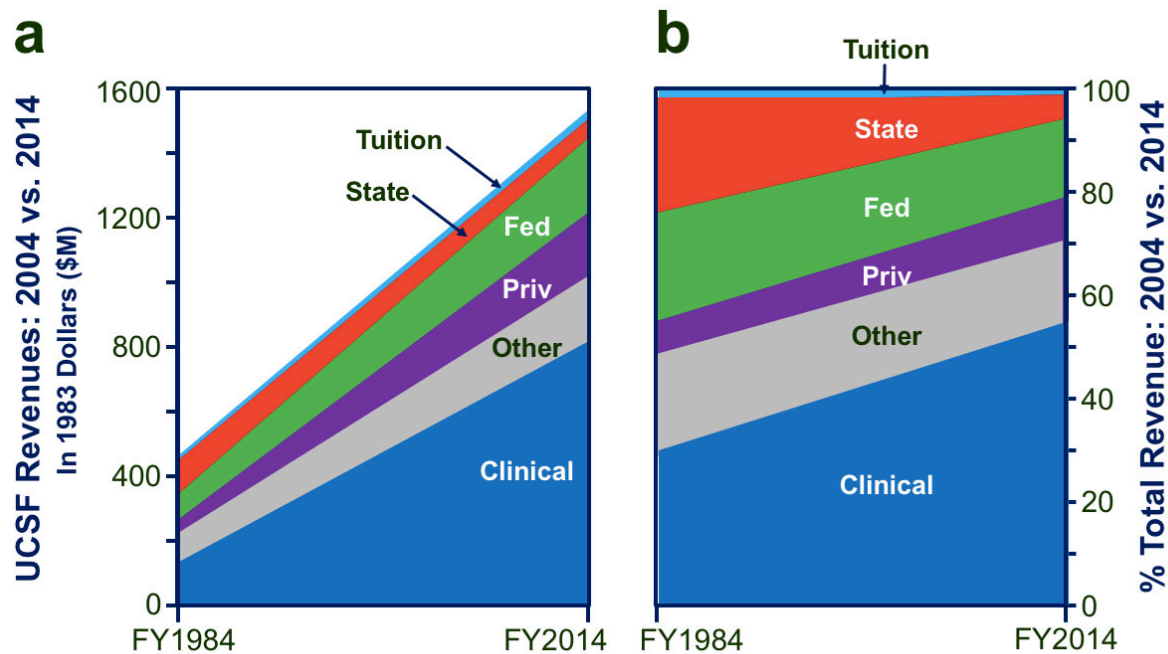 a
UCSF Revenues: 2004 vs. 2014
In 1983 Dollars ($M)
1600
1200
800
400
0
Tuition
State
Fed
Priv
Other
Clinical
FY1984
FY2014
b
Tuition
State
Fed
Priv
Other
Clinical
100
80
60
40
20
0
FY1984
FY2014
% Total Revenue: 2004 vs. 2014